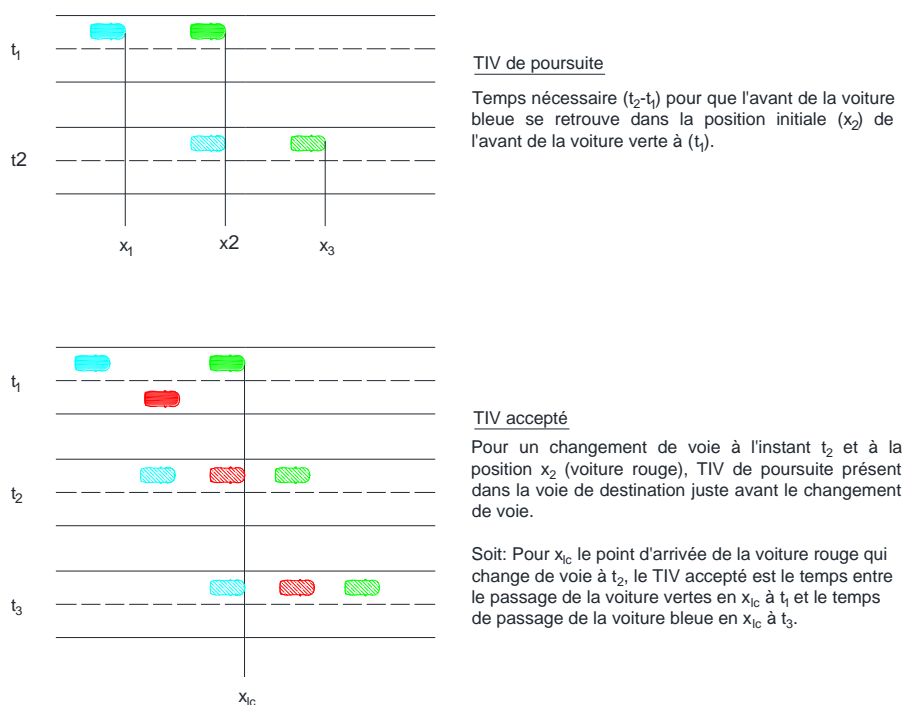 t₁
TIV de poursuite
Temps nécessaire (t₂-t₁) pour que l'avant de la voiture
bleue se retrouve dans la position initiale (x₂) de
l'avant de la voiture verte à (t₁).
t2
x₁ x2 x₃
t₁
TIV accepté
Pour un changement de voie à l'instant t₂ et à la
position x₂ (voiture rouge), TIV de poursuite présent
dans la voie de destination juste avant le changement
de voie.
t₂
Soit: Pour xlc le point d'arrivée de la voiture rouge qui
change de voie à t₂, le TIV accepté est le temps entre
le passage de la voiture vertes en xlc à t₁ et le temps
de passage de la voiture bleue en xlc à t₃.
t₃
xlc